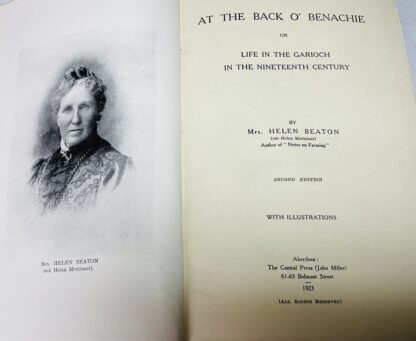 Mrs. HELEN BEATON
(née Helen Mortimer).
AT THE BACK O' BENACHIE
OR
LIFE IN THE GARIOCH
IN THE NINETEENTH CENTURY
BY
Mrs. HELEN BEATON
(née Helen Mortimer)
Author of "Notes on Farming"
SECOND EDITION
WITH ILLUSTRATIONS
Aberdeen:
The Central Press (John Milne)
61-63 Belmont Street
1923
(ALL RIGHTS RESERVED)